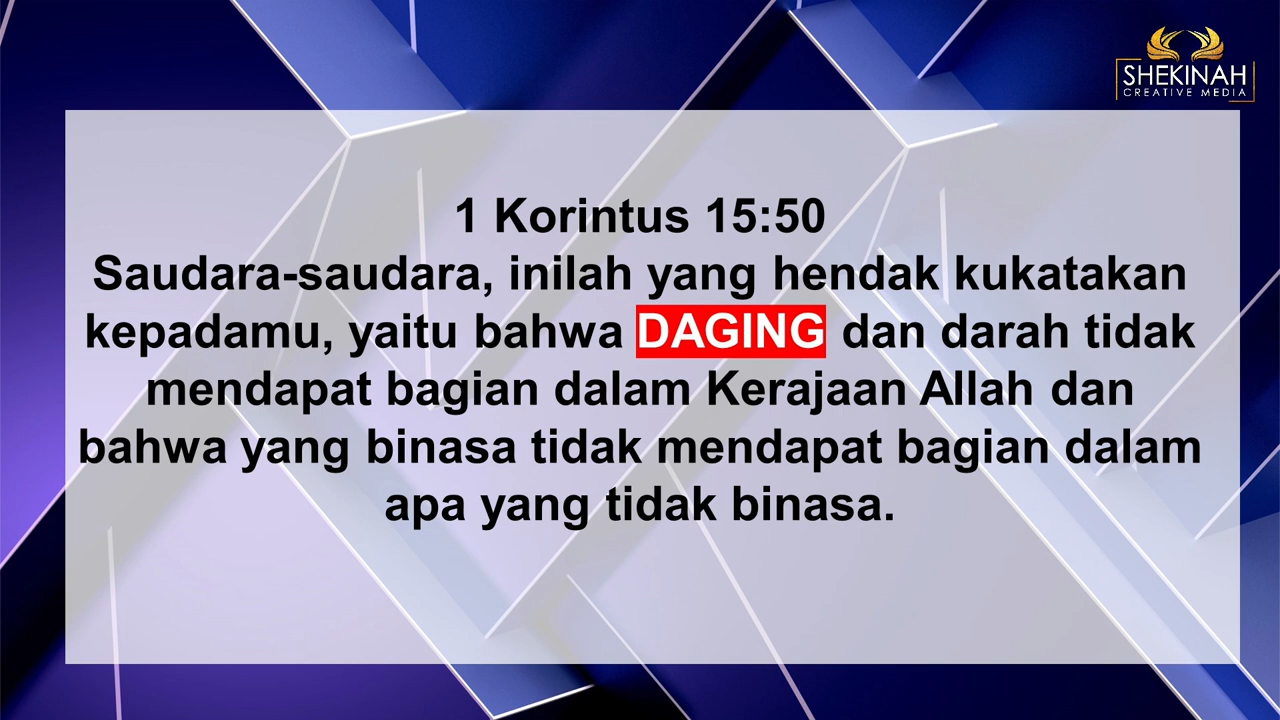 SHEKINAH
CREATIVE MEDIA
1 Korintus 15:50
Saudara-saudara, inilah yang hendak kukatakan
kepadamu, yaitu bahwa DAGING dan darah tidak
mendapat bagian dalam Kerajaan Allah dan
bahwa yang binasa tidak mendapat bagian dalam
apa yang tidak binasa.